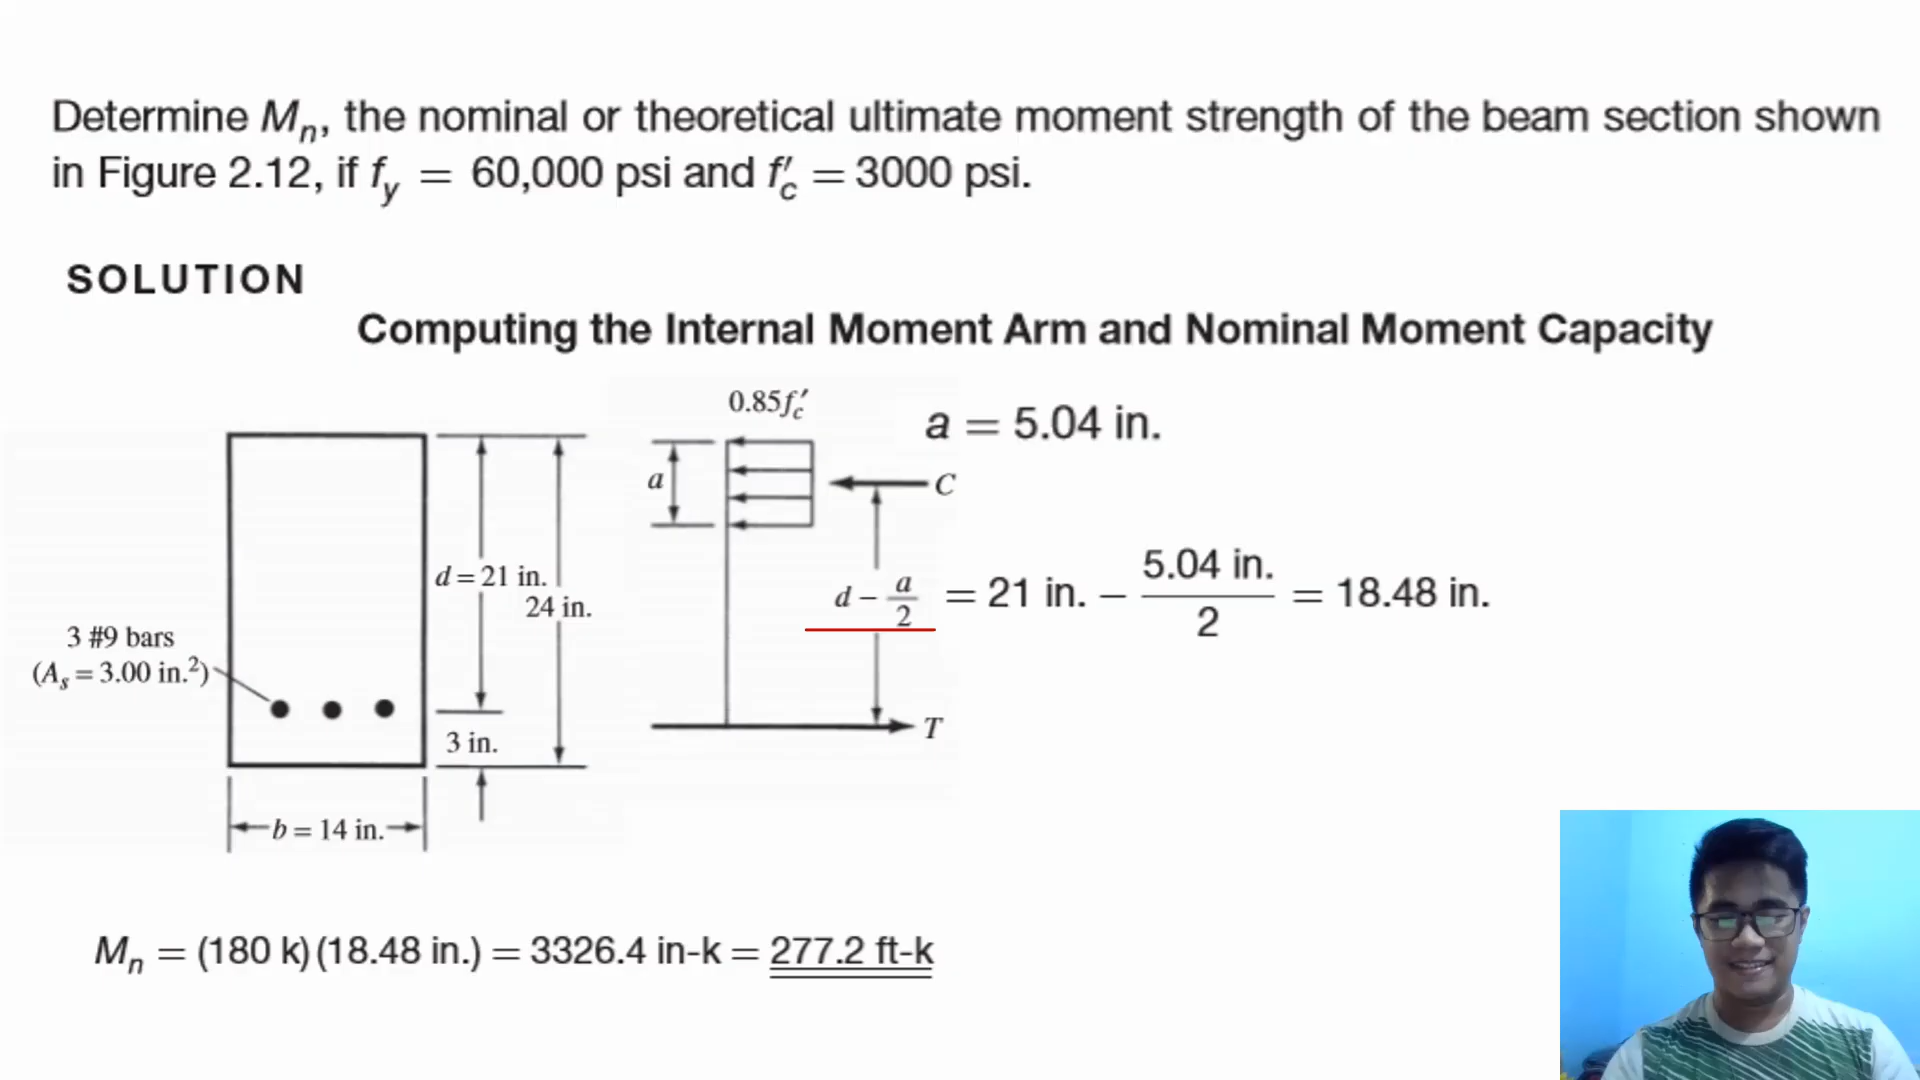 Determine Mₙ, the nominal or theoretical ultimate moment strength of the beam section shown
in Figure 2.12, if f_y = 60,000 psi and f′_c = 3000 psi.
SOLUTION
Computing the Internal Moment Arm and Nominal Moment Capacity
0.85f′_c
a = 5.04 in.
a
C
d = 21 in.
24 in.
d − a/2 = 21 in. − 5.04 in./2 = 18.48 in.
3 #9 bars
(A_s = 3.00 in.²)
T
3 in.
b = 14 in.
Mₙ = (180 k)(18.48 in.) = 3326.4 in-k = 277.2 ft-k